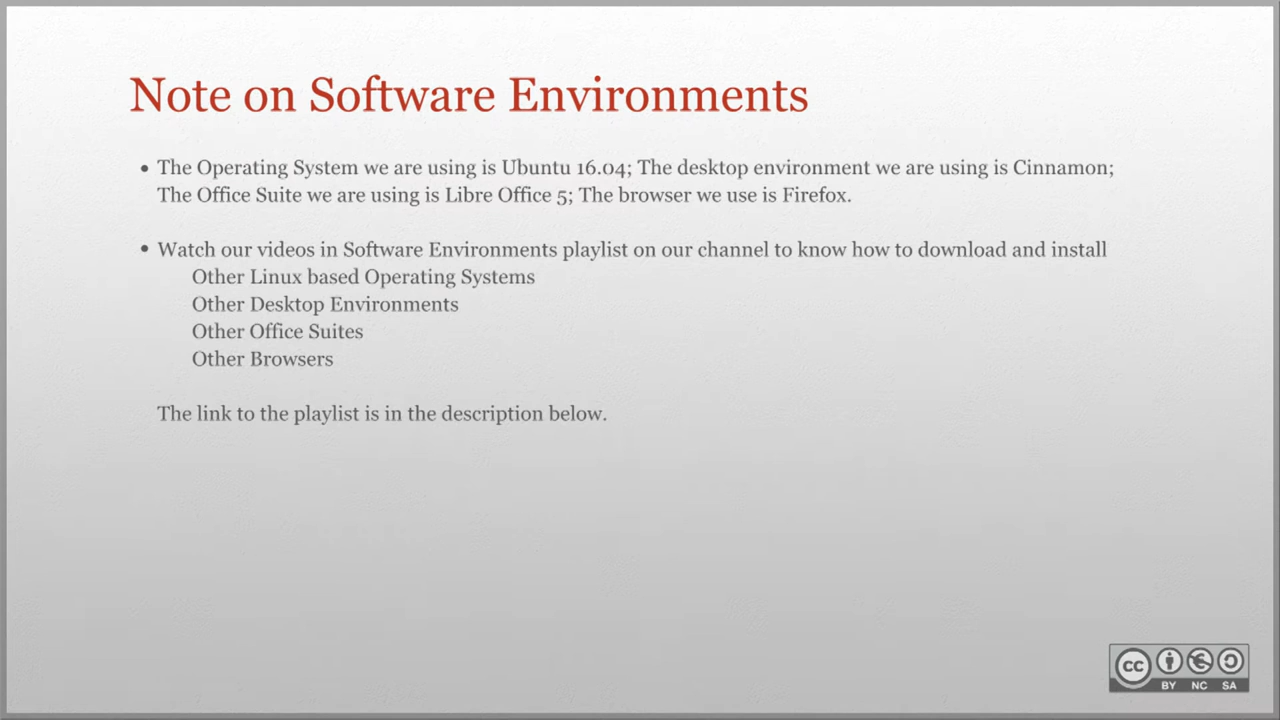 Note on Software Environments
• The Operating System we are using is Ubuntu 16.04; The desktop environment we are using is Cinnamon;
The Office Suite we are using is Libre Office 5; The browser we use is Firefox.
• Watch our videos in Software Environments playlist on our channel to know how to download and install
Other Linux based Operating Systems
Other Desktop Environments
Other Office Suites
Other Browsers
The link to the playlist is in the description below.
cc
BY NC SA